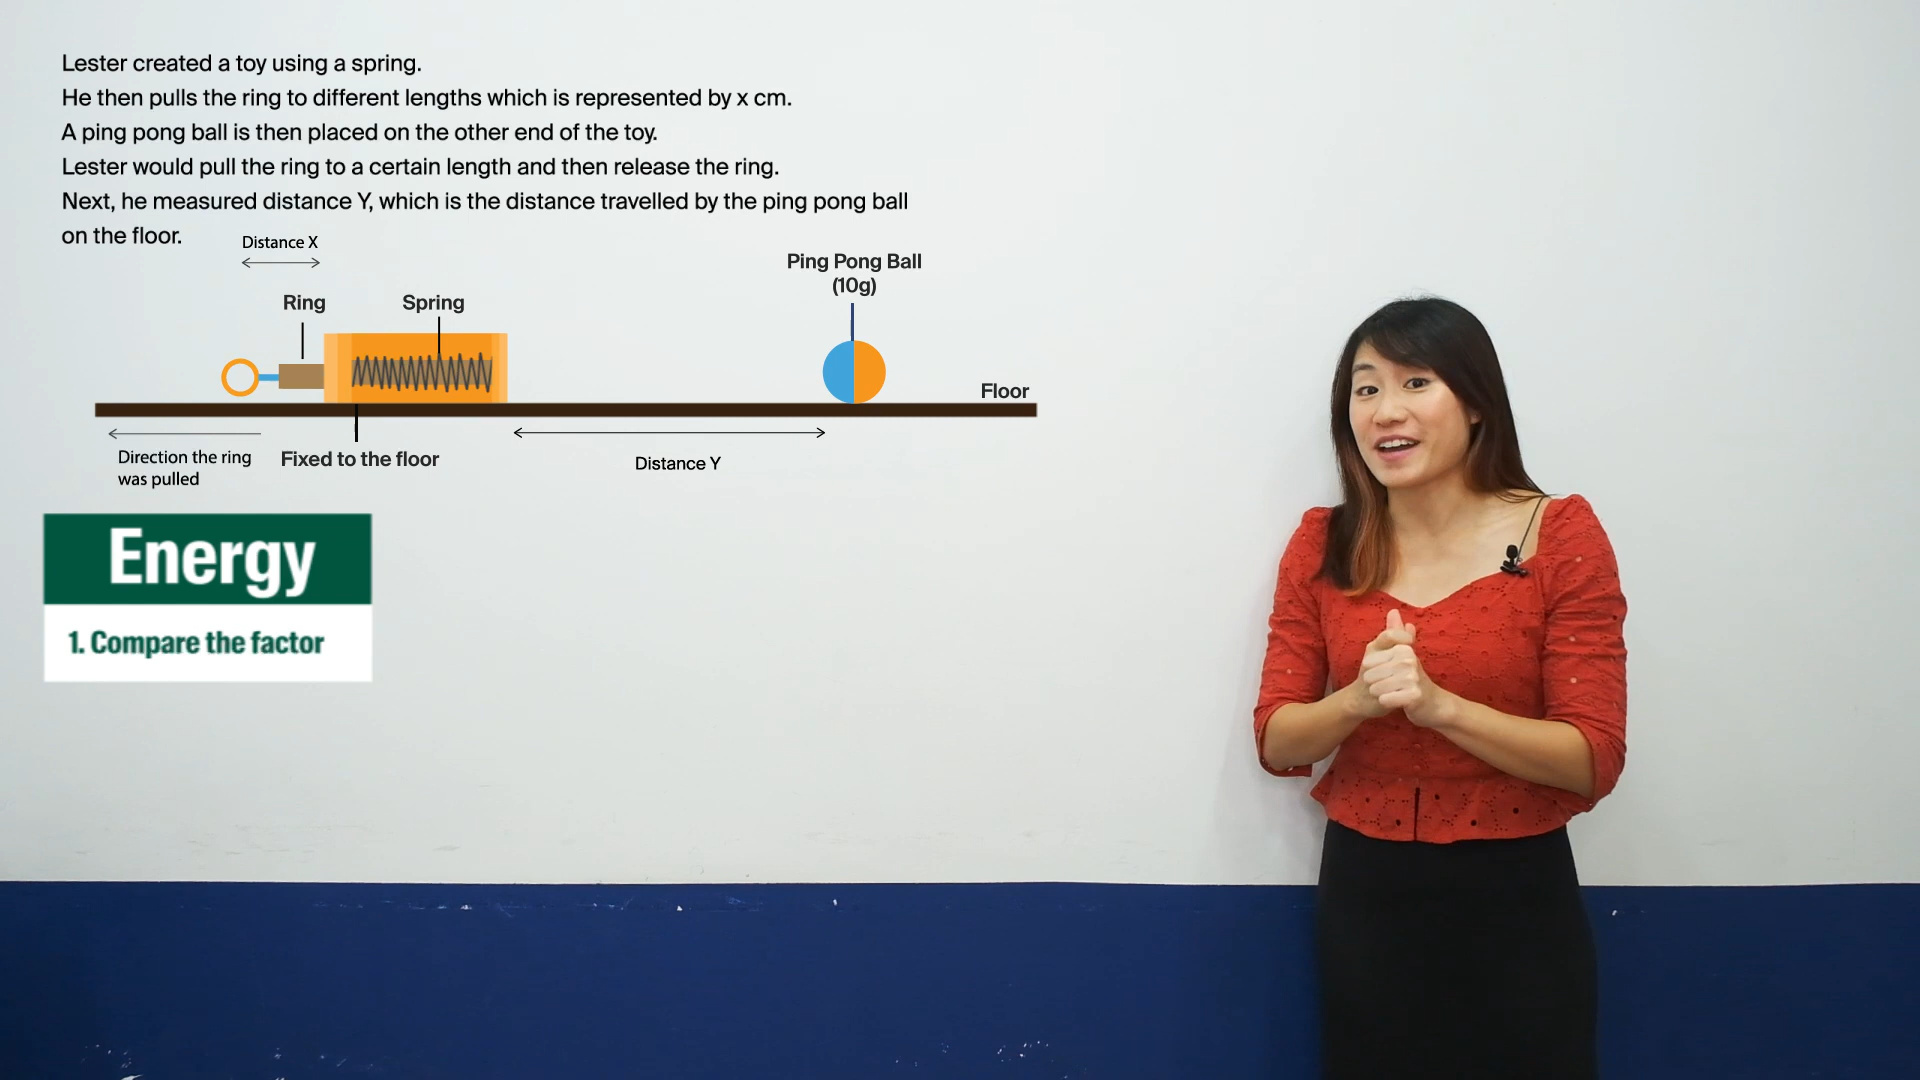 Lester created a toy using a spring.
He then pulls the ring to different lengths which is represented by x cm.
A ping pong ball is then placed on the other end of the toy.
Lester would pull the ring to a certain length and then release the ring.
Next, he measured distance Y, which is the distance travelled by the ping pong ball
on the floor.
Distance X
Ping Pong Ball
(10g)
Ring
Spring
Floor
Direction the ring
was pulled
Fixed to the floor
Distance Y
Energy
1. Compare the factor